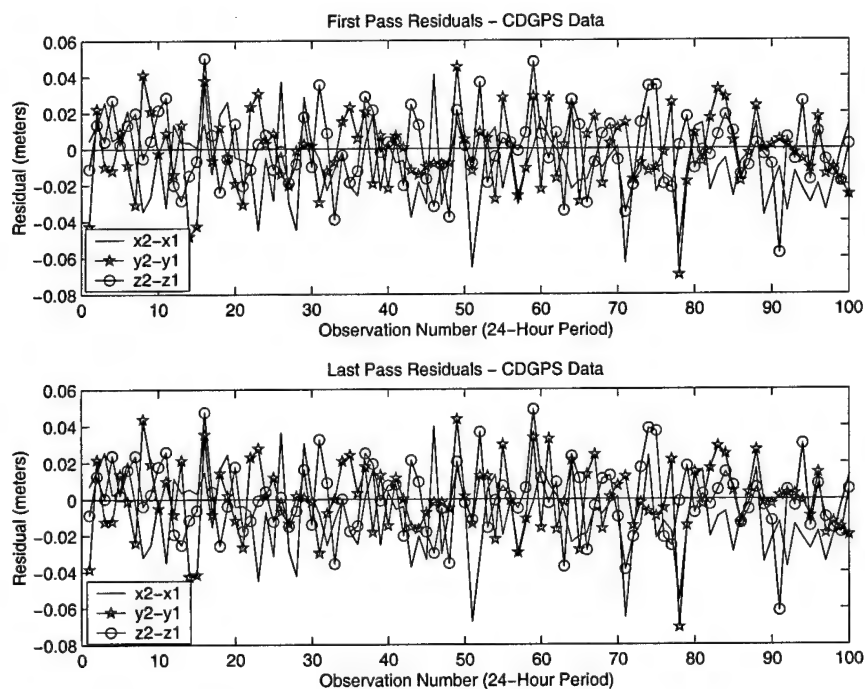 First Pass Residuals - CDGPS Data
Residual (meters)
0.06
0.04
0.02
0
-0.02
-0.04
-0.06
-0.08
x2-x1
y2-y1
z2-z1
0 10 20 30 40 50 60 70 80 90 100
Observation Number (24-Hour Period)
Last Pass Residuals - CDGPS Data
Residual (meters)
0.06
0.04
0.02
0
-0.02
-0.04
-0.06
-0.08
x2-x1
y2-y1
z2-z1
0 10 20 30 40 50 60 70 80 90 100
Observation Number (24-Hour Period)